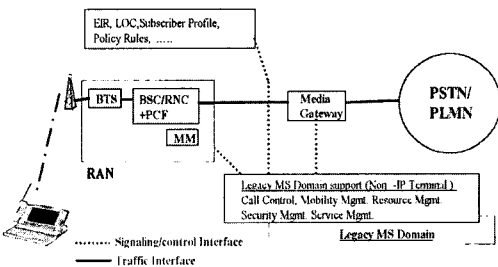 EIR, LOC,Subscriber Profile,
Policy Rules, .....
BTS
BSC/RNC
+PCF
MM
RAN
Media
Gateway
PSTN/
PLMN
Legacy MS Domain support (Non -IP Terminal )
Call Control, Mobility Mgmt. Resource Mgmt.
Security Mgmt. Service Mgmt.
Legacy MS Domain
Signaling/control Interface
Traffic Interface